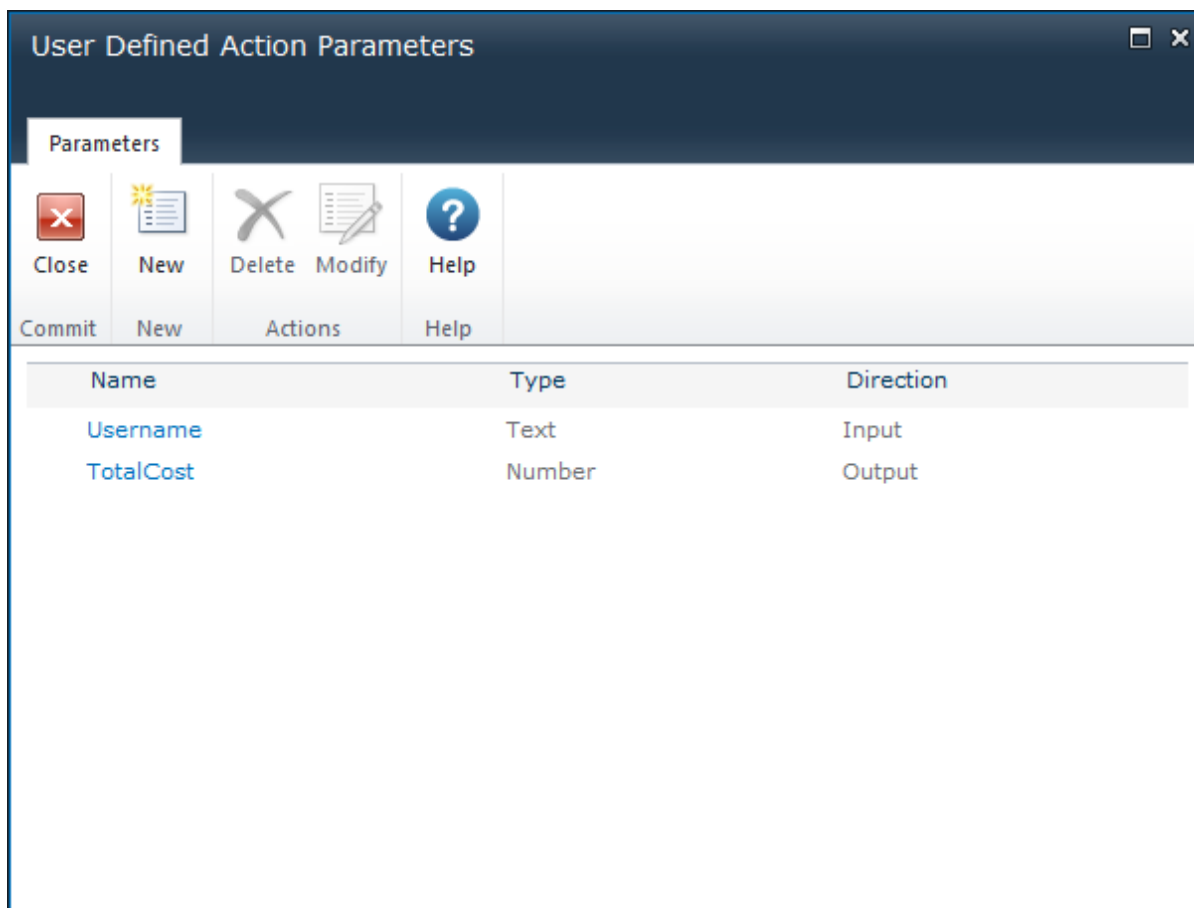 User Defined Action Parameters
Parameters
Close New Delete Modify Help
Commit New Actions Help
Name Type Direction
Username Text Input
TotalCost Number Output